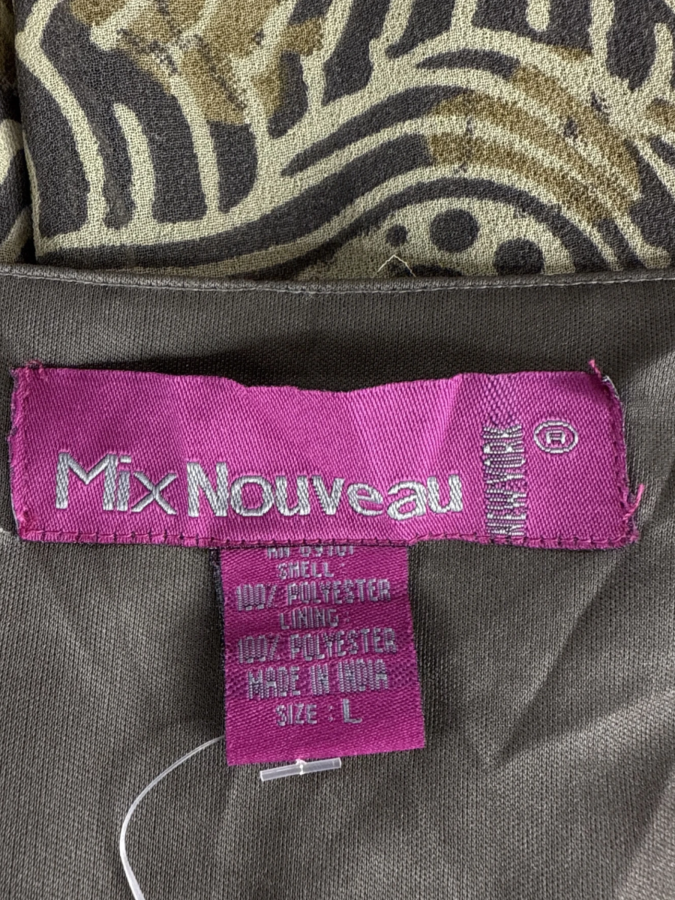 Mix Nouveau
NEW YORK
®
SHELL:
100% POLYESTER
LINING:
100% POLYESTER
MADE IN INDIA
SIZE : L